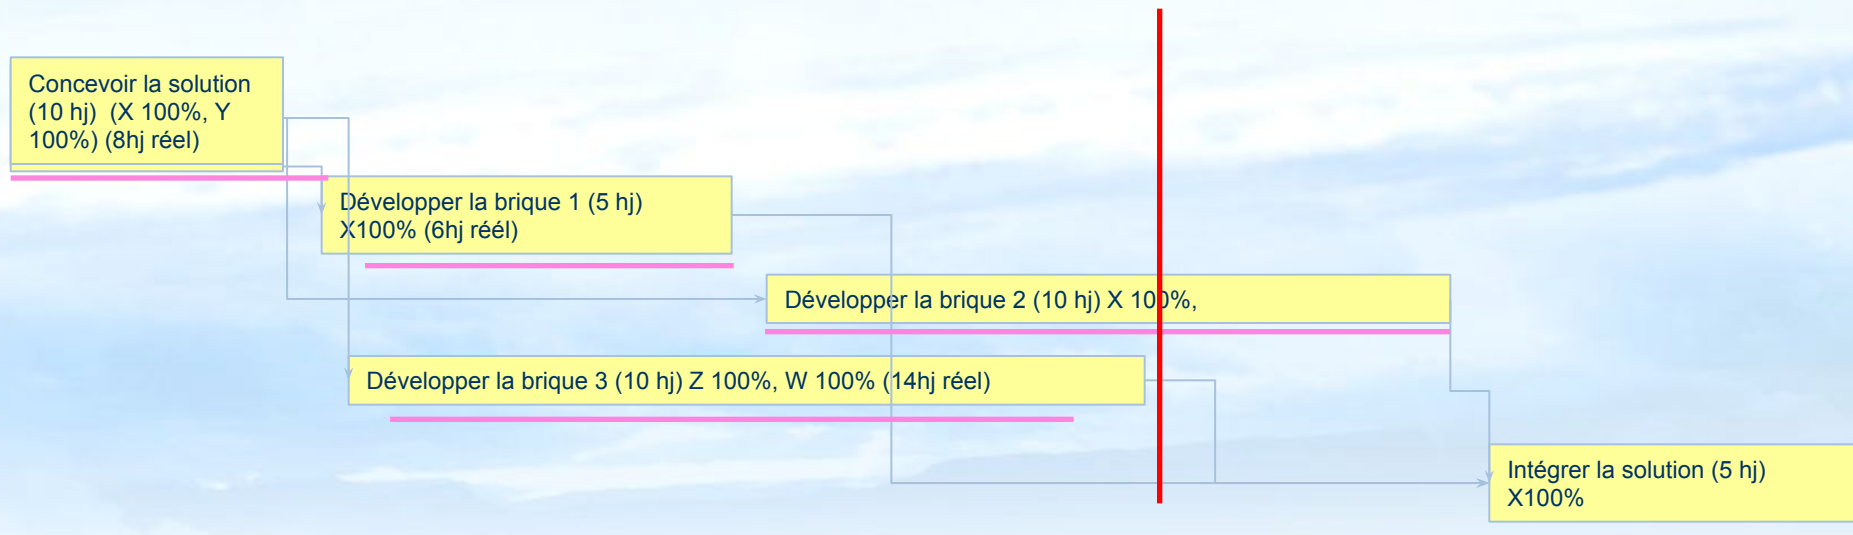 Concevoir la solution
(10 hj)  (X 100%, Y
100%) (8hj réel)
Développer la brique 1 (5 hj)
X100% (6hj réél)
Développer la brique 2 (10 hj) X 100%,
Développer la brique 3 (10 hj) Z 100%, W 100% (14hj réel)
Intégrer la solution (5 hj)
X100%